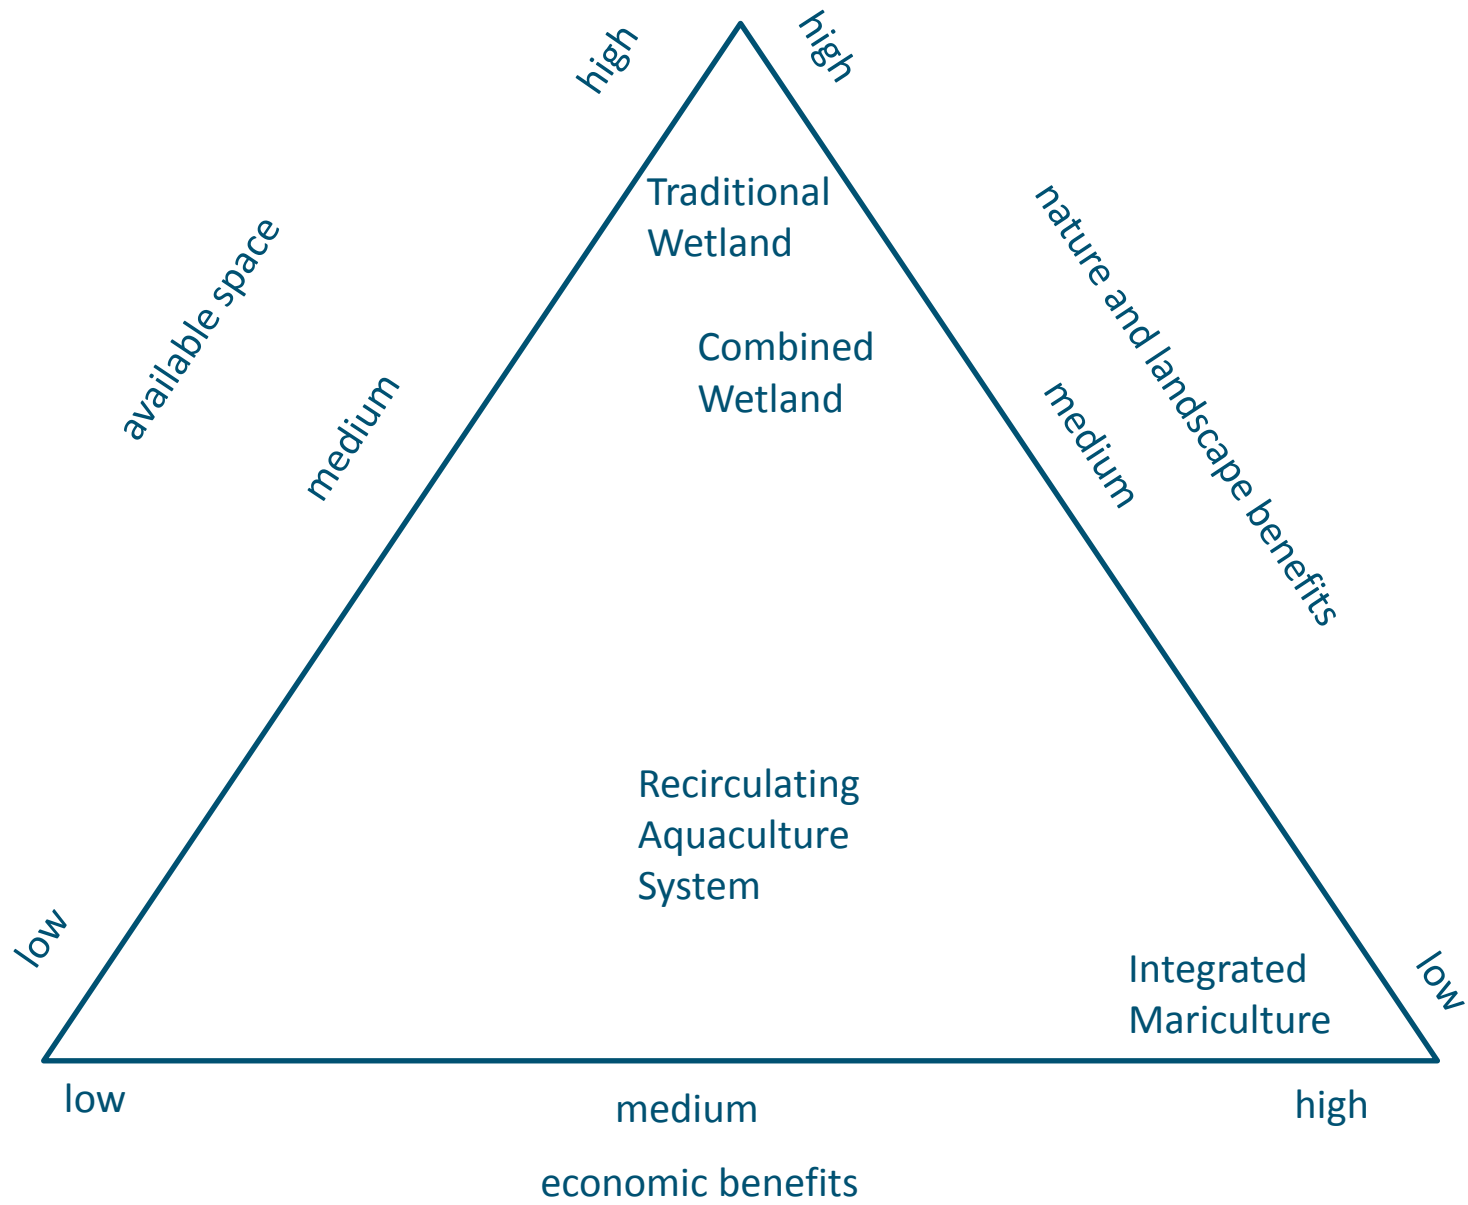 high
high
Traditional
Wetland
available space
nature and landscape benefits
Combined
Wetland
medium
medium
Recirculating
Aquaculture
System
low
Integrated
Mariculture
low
low
medium
high
economic benefits